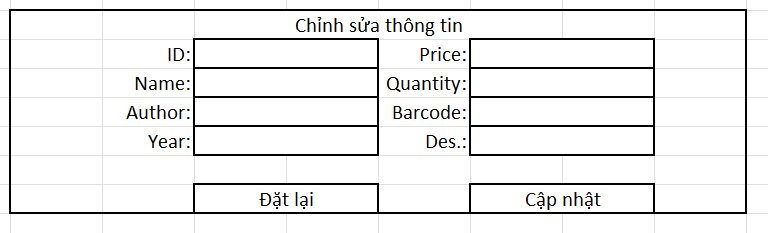 Chỉnh sửa thông tin
ID: Price:
Name: Quantity:
Author: Barcode:
Year: Des.:
Đặt lại Cập nhật